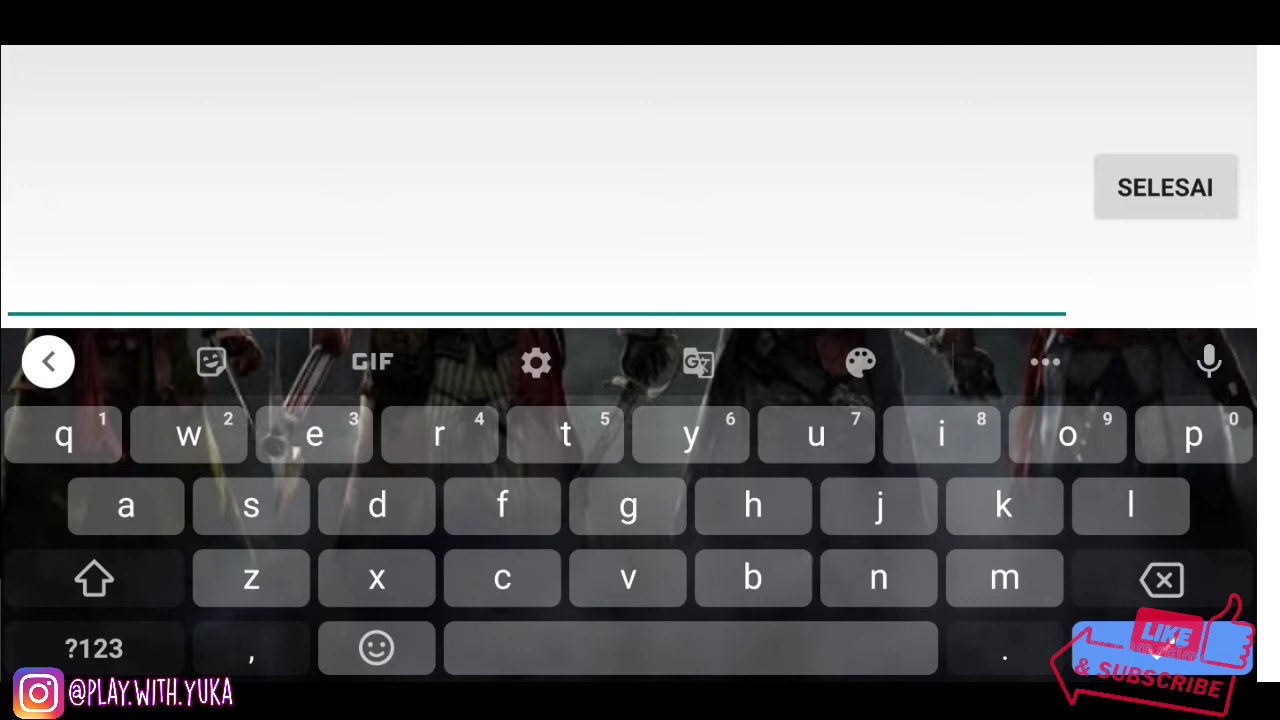 SELESAI
GIF
q 1 w 2 e 3 r 4 t 5 y 6 u 7 i 8 o 9 p 0
a s d f g h j k l
z x c v b n m
?123 , .
LIKE
& SUBSCRIBE
@PLAY.WITH.YUKA